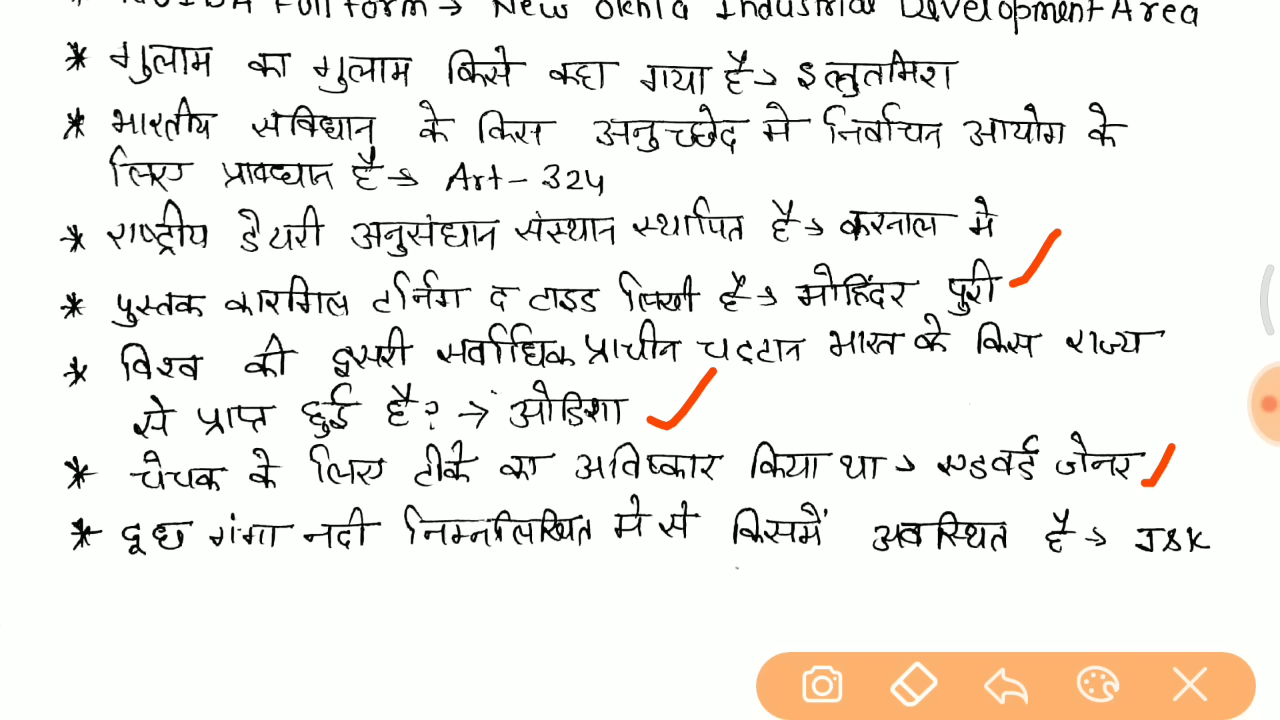 Full form → New Okhla Industrial Development Area
* गुलाम का गुलाम किसे कहा गया है → इल्तुतमिश
* भारतीय संविधान के किस अनुच्छेद मे निर्वाचन आयोग के
लिए प्रावधान है → Art - 324
* राष्ट्रीय डेयरी अनुसंधान संस्थान स्थापित है → करनाल मे
* पुस्तक कारगिल टर्निंग द टाइड लिखी है → मोहिंदर पुरी
* विश्व की दूसरी सर्वाधिक प्राचीन चट्टान भारत के किस राज्य
से प्राप्त हुई है? → ओडिशा
* चेचक के लिए टीके का अविष्कार किया था → एडवर्ड जेनर
* दूध गंगा नदी निम्नलिखित मे से किसमें अवस्थित है → J&K